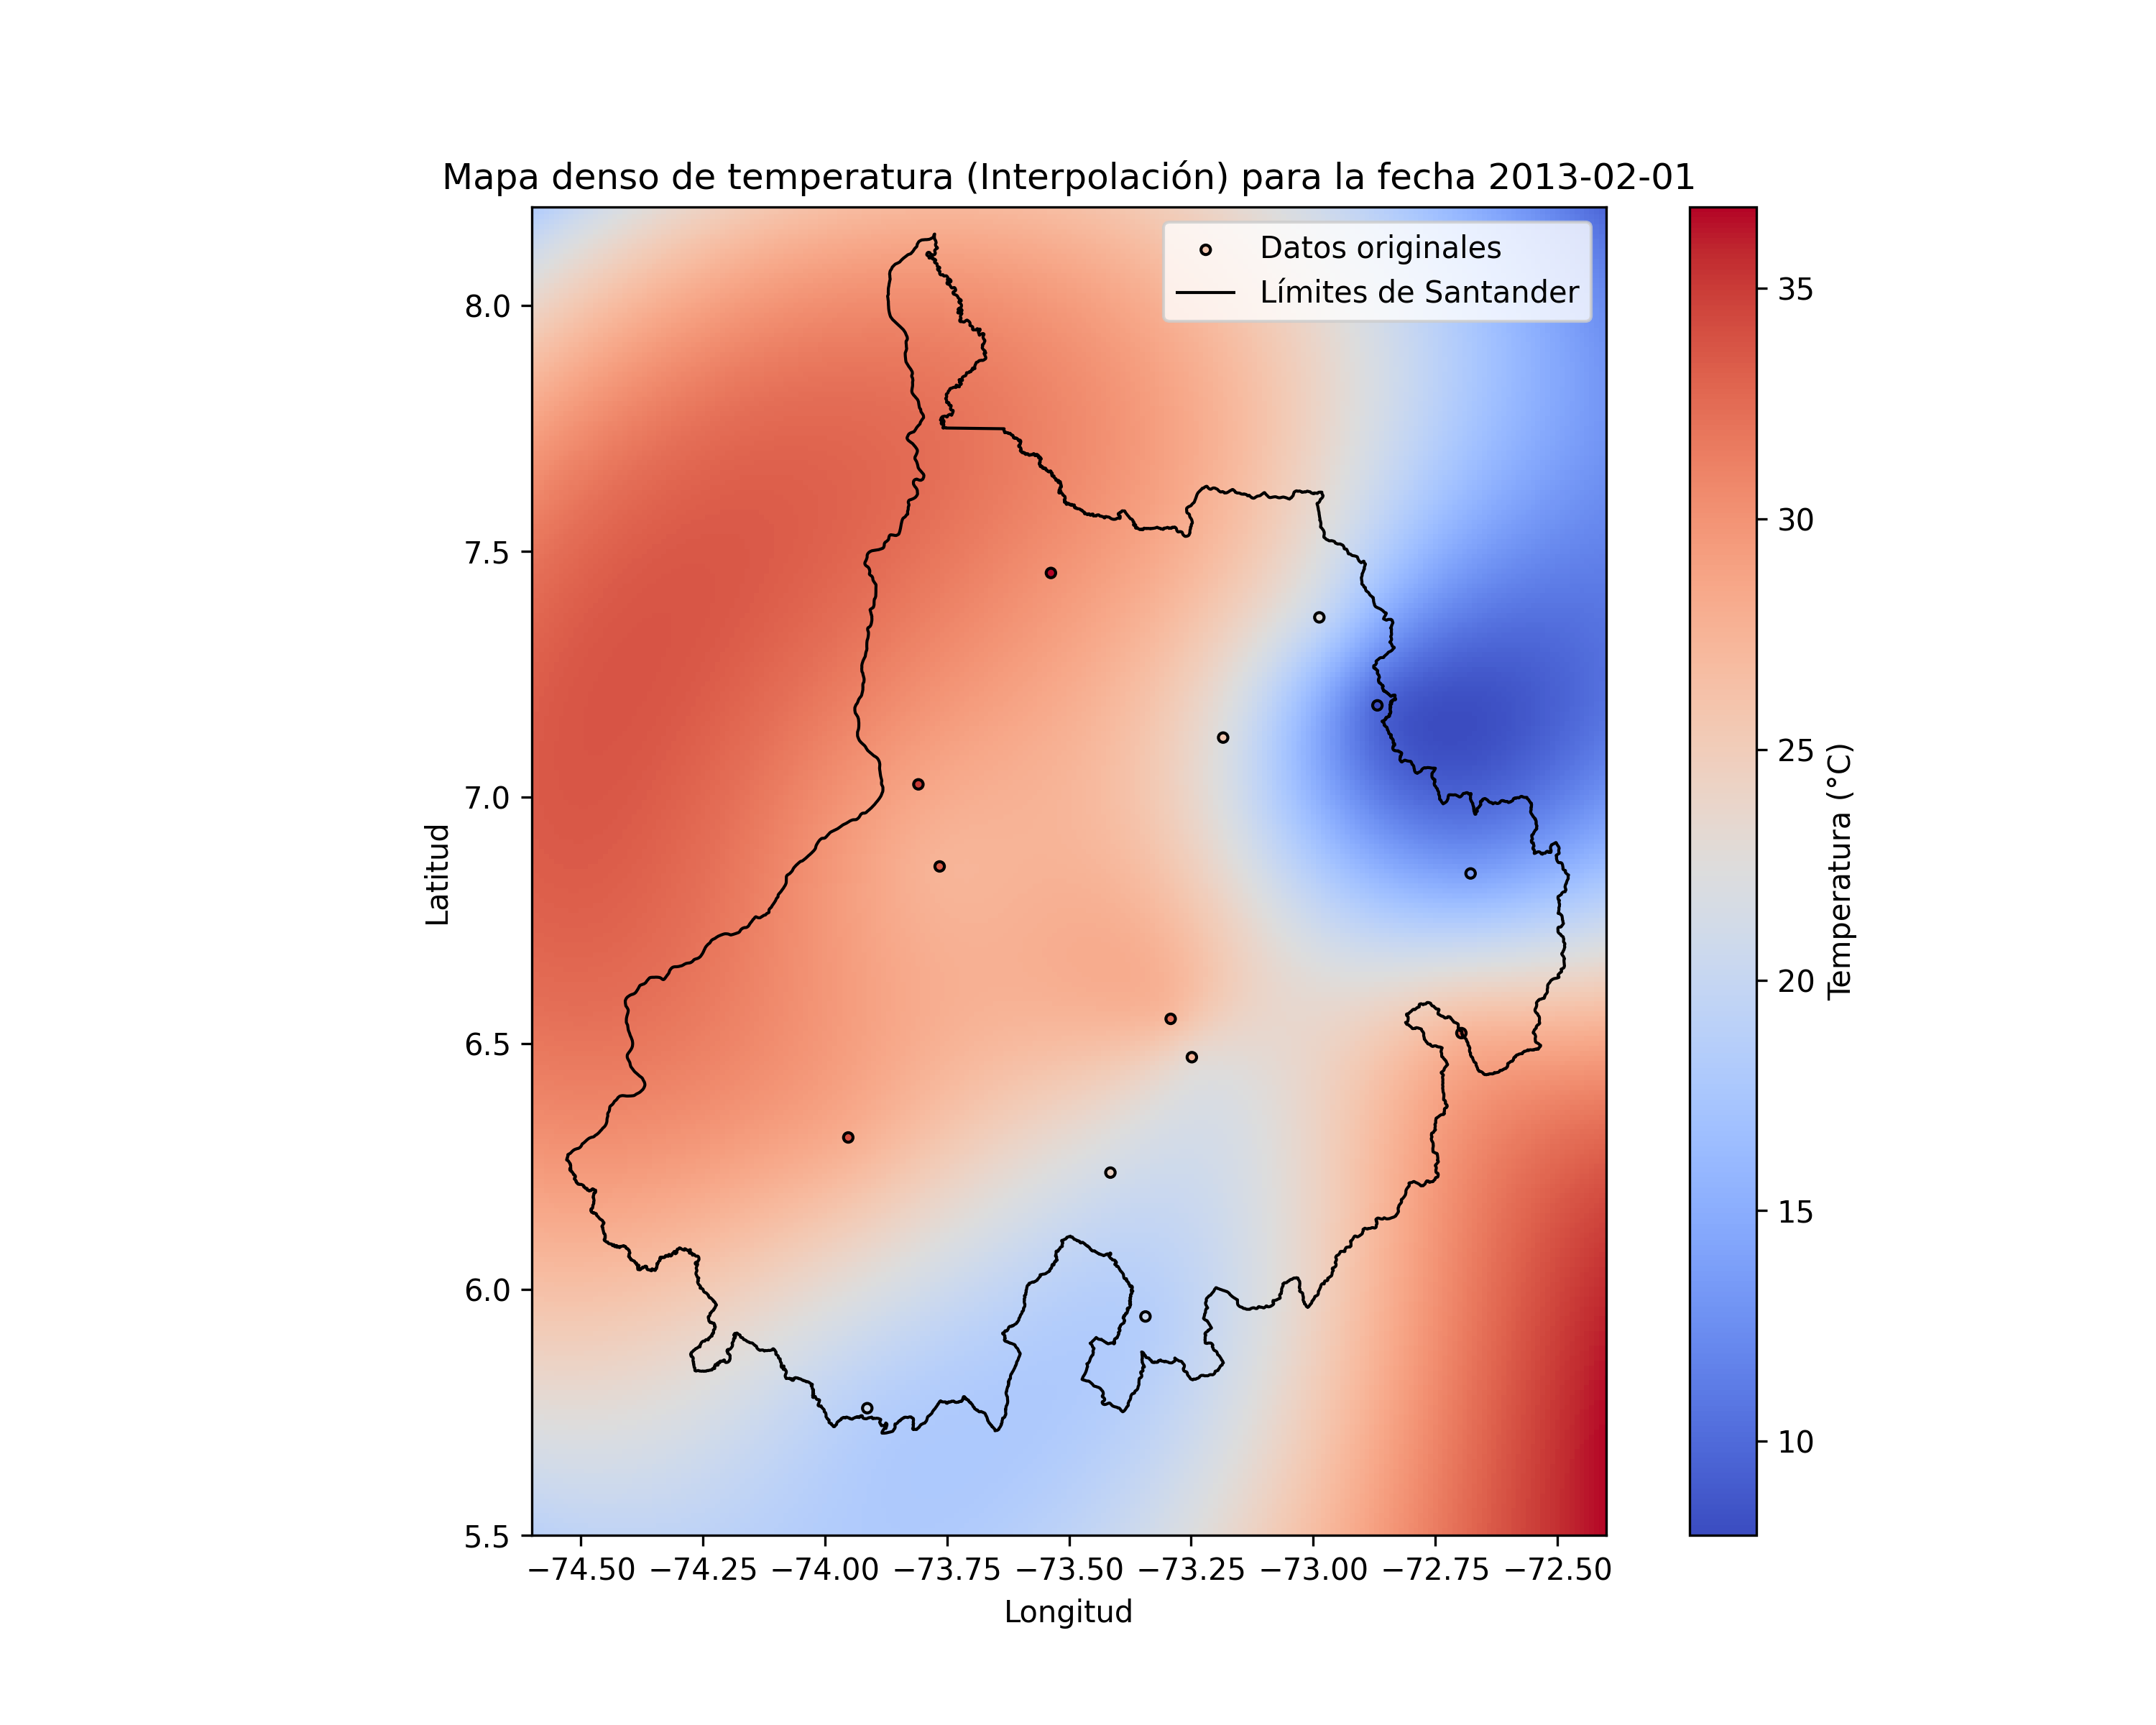 Mapa denso de temperatura (Interpolación) para la fecha 2013-02-01
Datos originales
Límites de Santander
8.0
7.5
7.0
6.5
6.0
5.5
Latitud
−74.50 −74.25 −74.00 −73.75 −73.50 −73.25 −73.00 −72.75 −72.50
Longitud
35
30
25
20
15
10
Temperatura (°C)